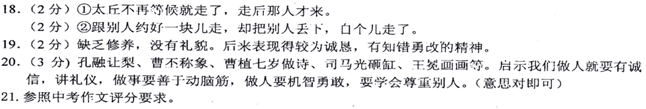 18.（2 分）①太丘不再等候就走了，走后那人才来。
（2 分）②跟别人约好一块儿走，却把别人丢下，自个儿走了。
19.（2 分）缺乏修养，没有礼貌。后来表现得较为诚恳，有知错勇改的精神。
20.（3 分）孔融让梨、曹丕称象、曹植七岁做诗、司马光砸缸、王冕画画等。启示我们做人就要有诚
信，讲礼仪，做事要善于动脑筋，做人要机智勇敢，要学会尊重别人。（意思对即可）
21. 参照中考作文评分要求。